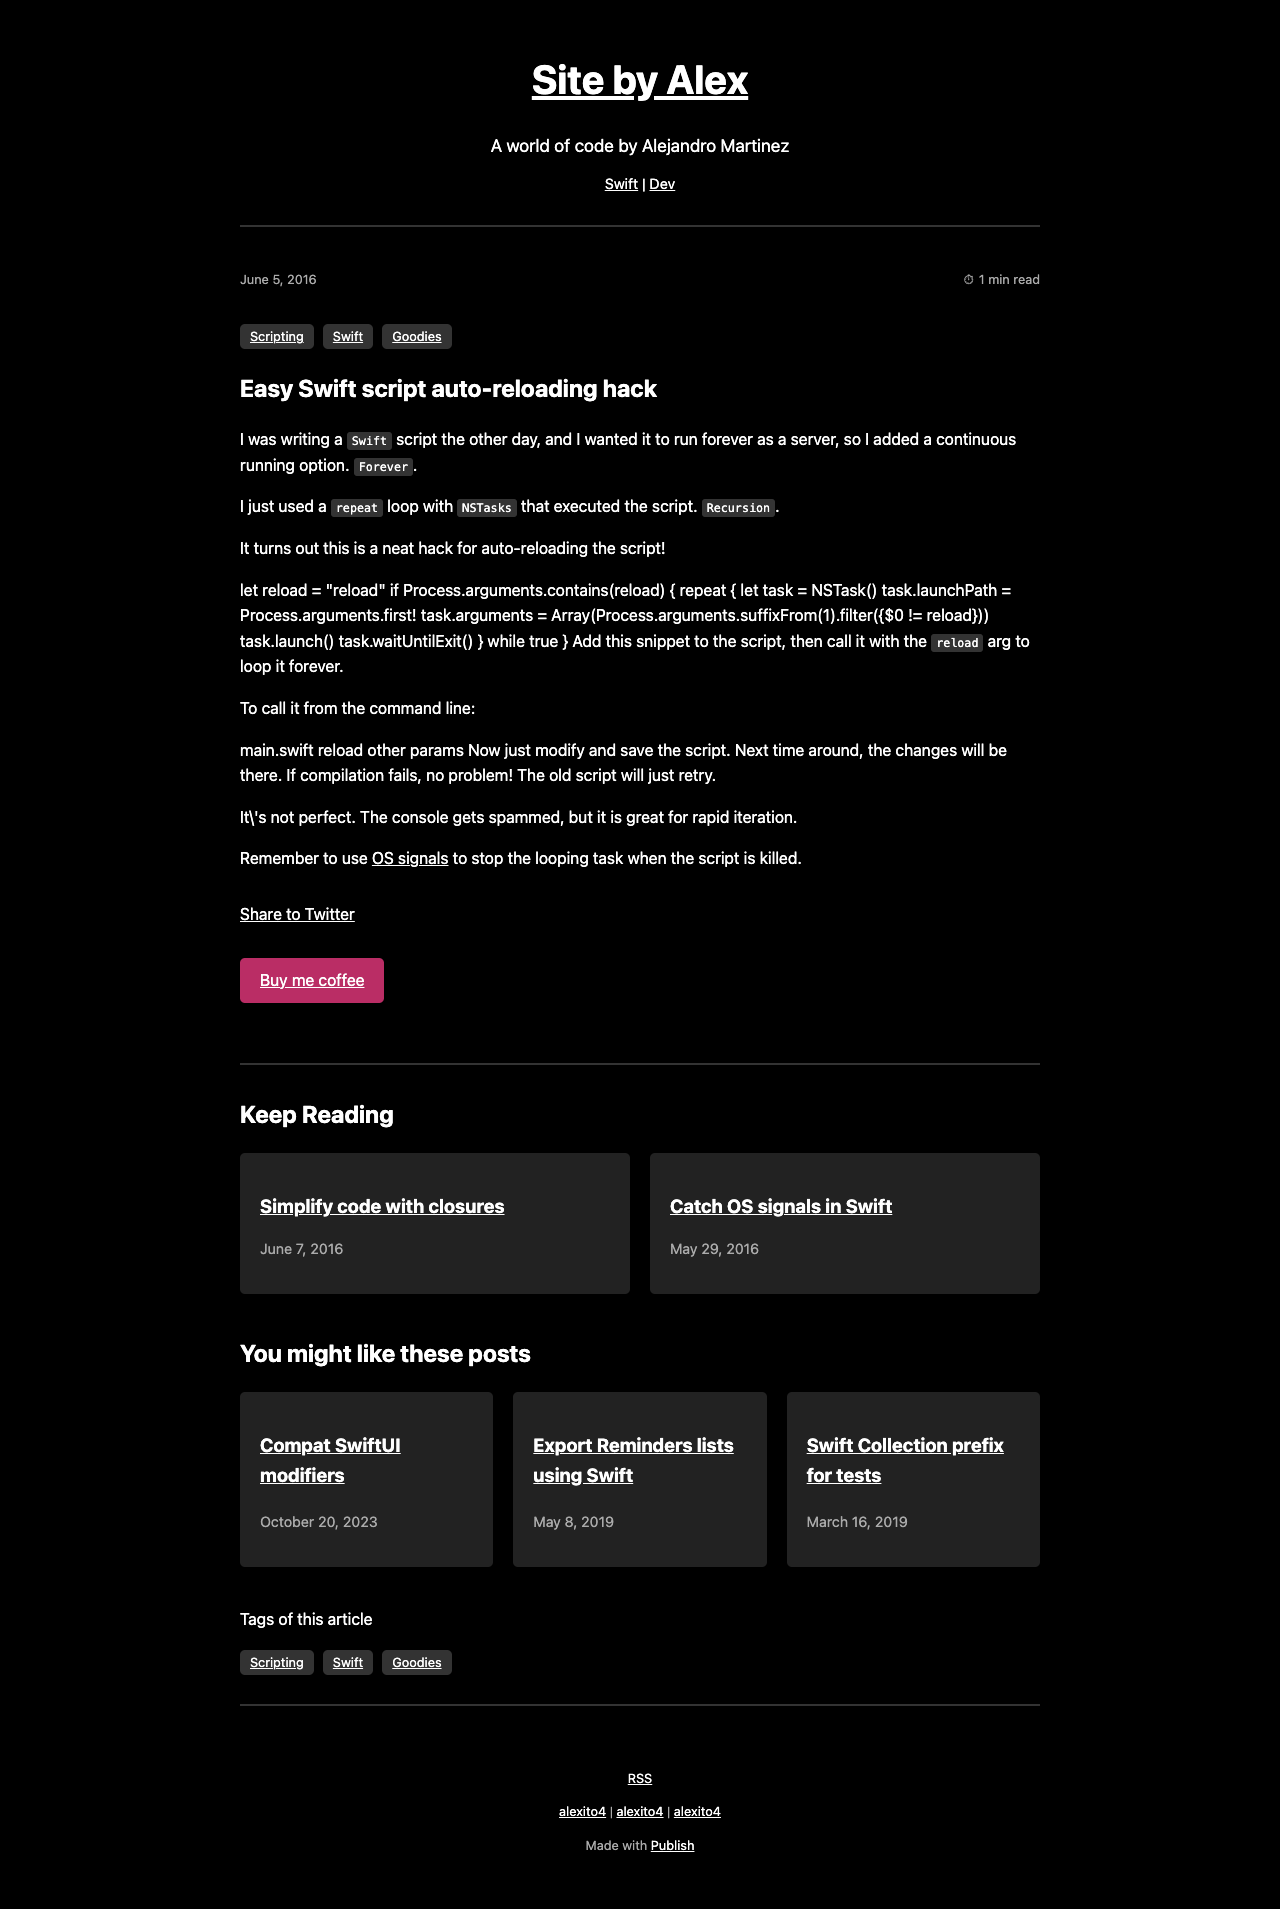 Site by Alex
A world of code by Alejandro Martinez
Swift | Dev
June 5, 2016
⏱ 1 min read
Scripting Swift Goodies
Easy Swift script auto-reloading hack
I was writing a Swift script the other day, and I wanted it to run forever as a server, so I added a continuous
running option. Forever.
I just used a repeat loop with NSTasks that executed the script. Recursion.
It turns out this is a neat hack for auto-reloading the script!
let reload = "reload" if Process.arguments.contains(reload) { repeat { let task = NSTask() task.launchPath =
Process.arguments.first! task.arguments = Array(Process.arguments.suffixFrom(1).filter({$0 != reload}))
task.launch() task.waitUntilExit() } while true } Add this snippet to the script, then call it with the reload arg to
loop it forever.
To call it from the command line:
main.swift reload other params Now just modify and save the script. Next time around, the changes will be
there. If compilation fails, no problem! The old script will just retry.
It\'s not perfect. The console gets spammed, but it is great for rapid iteration.
Remember to use OS signals to stop the looping task when the script is killed.
Share to Twitter
Buy me coffee
Keep Reading
Simplify code with closures
June 7, 2016
Catch OS signals in Swift
May 29, 2016
You might like these posts
Compat SwiftUI
modifiers
October 20, 2023
Export Reminders lists
using Swift
May 8, 2019
Swift Collection prefix
for tests
March 16, 2019
Tags of this article
Scripting Swift Goodies
RSS
alexito4 | alexito4 | alexito4
Made with Publish